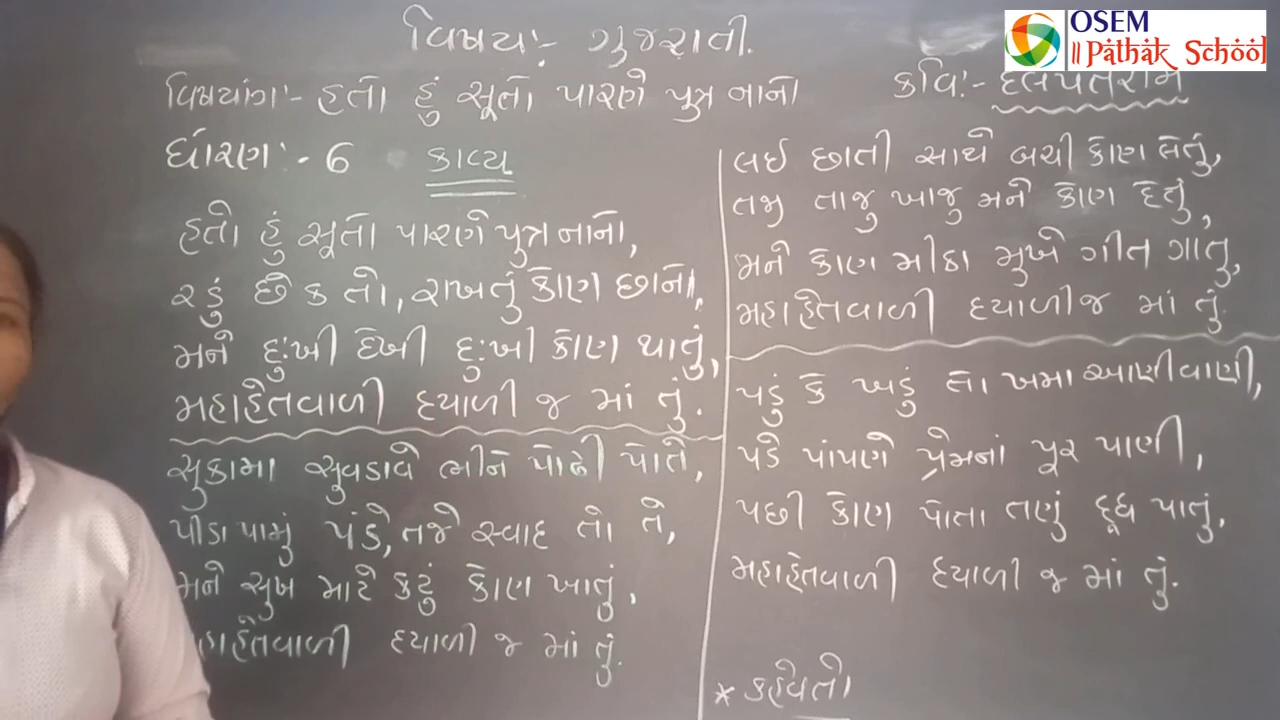 OSEM
|| Pathak School
વિષય:- ગુજરાતી.
વિષયાંગ:- હતો હું સૂતો પારણે પુત્ર નાનો
કવિ:- દલપતરામ
ધોરણ:- 6 કાવ્ય
હતો હું સૂતો પારણે પુત્ર નાનો,
રડું છેક તો, રાખતું કોણ છાનો,
મને દુ:ખી દેખી દુ:ખી કોણ થાતું,
મહાહેતવાળી દયાળી જ માં તું.
સુકામા સુવડાવે ભીને પોઢી પોતે,
પીડા પામું પંડે, તજે સ્વાદ તો તે,
મને સુખ માટે કટું કોણ ખાતું,
મહાહેતવાળી દયાળી જ માં તું.
લઈ છાતી સાથે બચી કોણ લેતું,
તજી તાજુ ખાજુ મને કોણ દેતું,
મને કોણ મીઠા મુખે ગીત ગાતુ,
મહાહેતવાળી દયાળી જ માં તું.
પડું કે ખડું તો ખમા આણી વાણી,
પડે પાંપણે પ્રેમનાં પૂર પાણી,
પછી કોણ પોતા તણું દૂધ પાતું,
મહાહેતવાળી દયાળી જ માં તું.
* કહેવતો